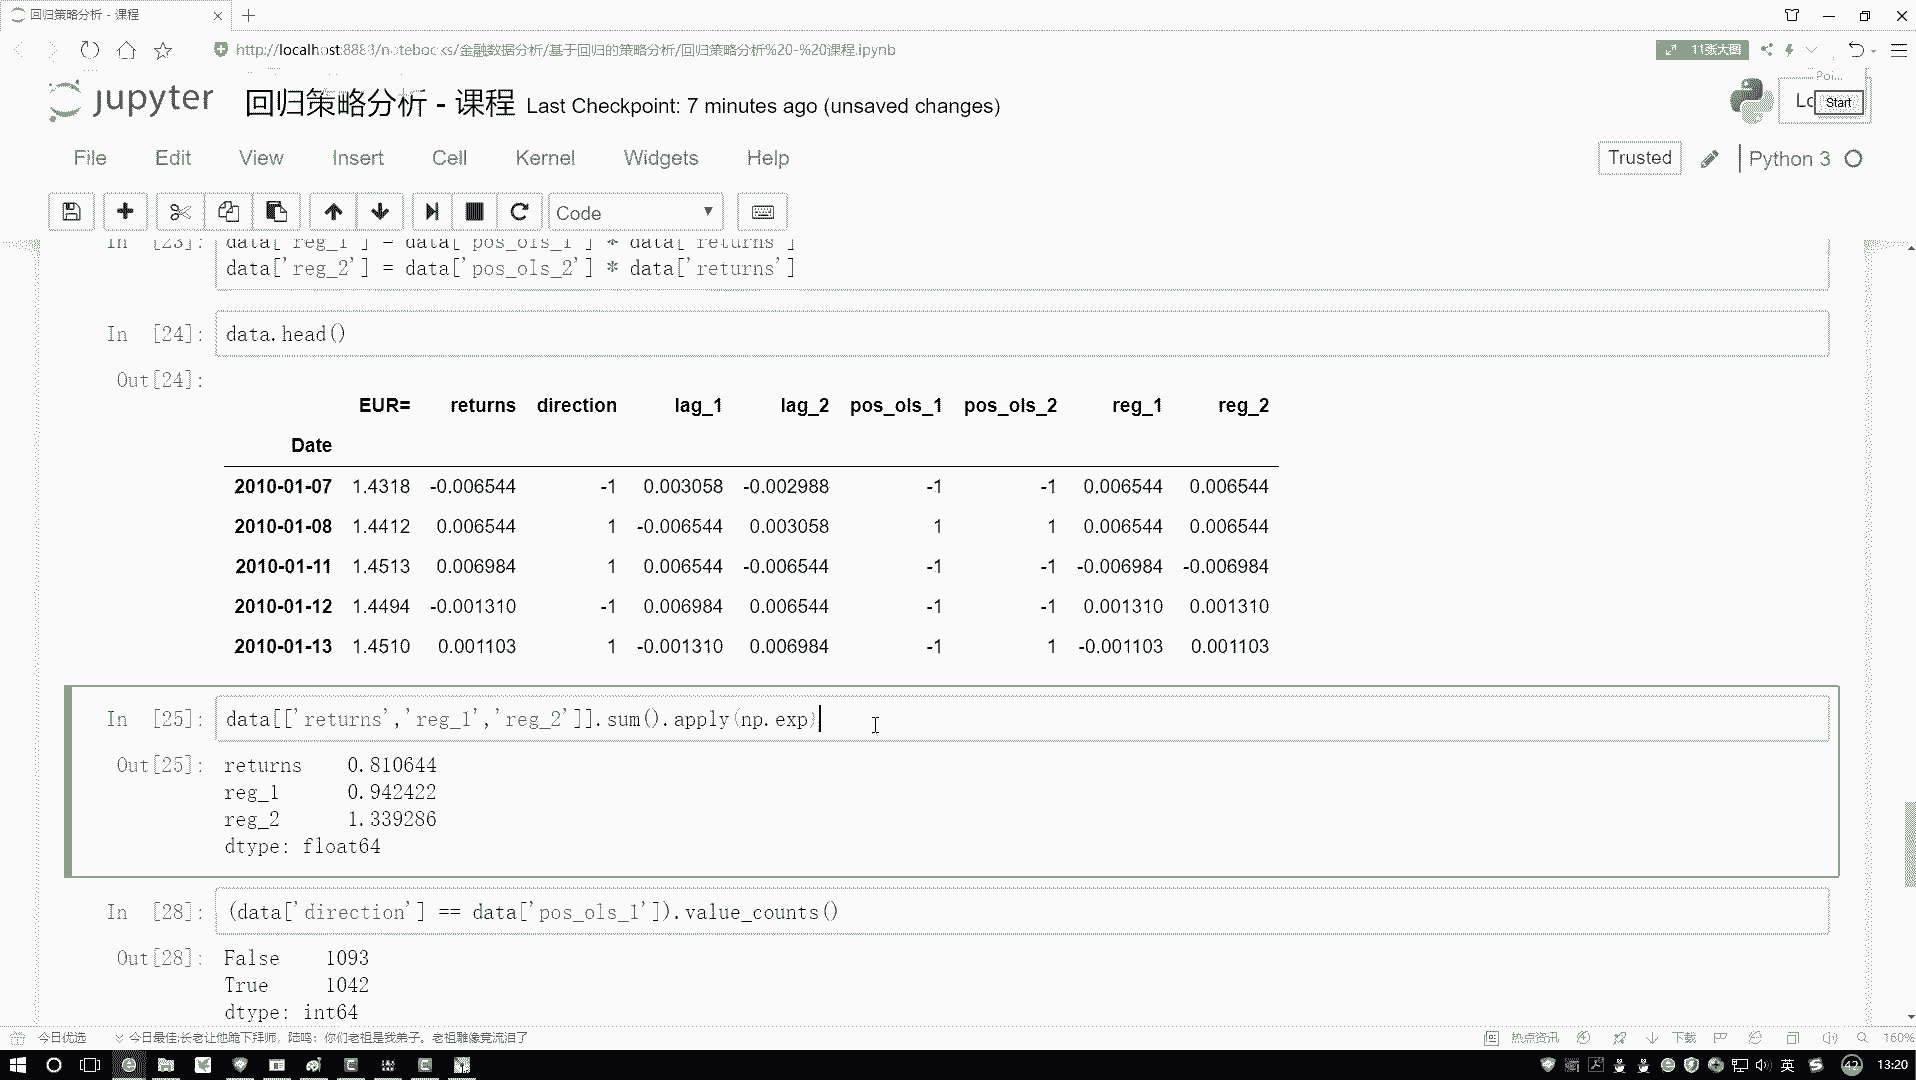 回归策略分析 - 课程
http://localhost:8888/notebooks/金融数据分析/基于回归的策略分析/回归策略分析%20-%20课程.ipynb
11张大图
jupyter 回归策略分析 - 课程 Last Checkpoint: 7 minutes ago (unsaved changes)
Poi...
Start
File Edit View Insert Cell Kernel Widgets Help
Trusted
Python 3
Code
In [23]: data['reg_1'] = data['pos_ols_1'] * data['returns']
data['reg_2'] = data['pos_ols_2'] * data['returns']
In [24]: data.head()
Out[24]:
EUR= returns direction lag_1 lag_2 pos_ols_1 pos_ols_2 reg_1 reg_2
Date
2010-01-07 1.4318 -0.006544 -1 0.003058 -0.002988 -1 -1 0.006544 0.006544
2010-01-08 1.4412 0.006544 1 -0.006544 0.003058 1 1 0.006544 0.006544
2010-01-11 1.4513 0.006984 1 0.006544 -0.006544 -1 -1 -0.006984 -0.006984
2010-01-12 1.4494 -0.001310 -1 0.006984 0.006544 -1 -1 0.001310 0.001310
2010-01-13 1.4510 0.001103 1 -0.001310 0.006984 -1 1 -0.001103 0.001103
In [25]: data[['returns','reg_1','reg_2']].sum().apply(np.exp)
Out[25]: returns 0.810644
reg_1 0.942422
reg_2 1.339286
dtype: float64
In [28]: (data['direction'] == data['pos_ols_1']).value_counts()
Out[28]: False 1093
True 1042
dtype: int64
今日优选
今日最佳:长老让他跪下拜师，陆鸣：你们老祖是我弟子。老祖雕像竟流泪了
热点资讯
下载
160%
英
42
13:20